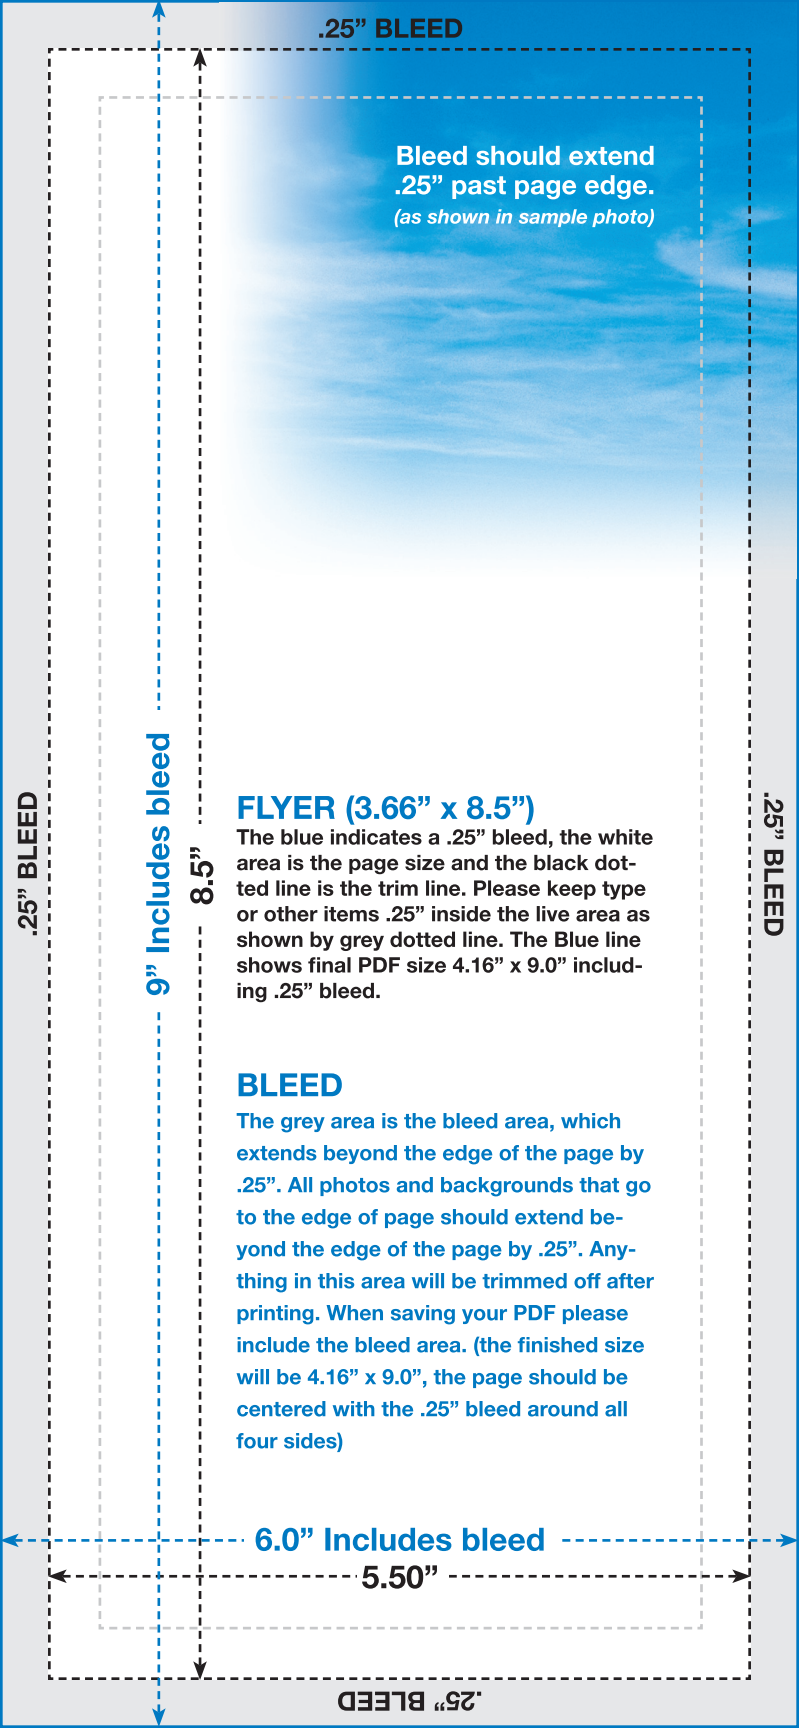 .25” BLEED
Bleed should extend
.25” past page edge.
(as shown in sample photo)
.25” BLEED
9” Includes bleed
8.5”
.25” BLEED
FLYER (3.66” x 8.5”)
The blue indicates a .25” bleed, the white
area is the page size and the black dot-
ted line is the trim line. Please keep type
or other items .25” inside the live area as
shown by grey dotted line. The Blue line
shows final PDF size 4.16” x 9.0” includ-
ing .25” bleed.
BLEED
The grey area is the bleed area, which
extends beyond the edge of the page by
.25”. All photos and backgrounds that go
to the edge of page should extend be-
yond the edge of the page by .25”. Any-
thing in this area will be trimmed off after
printing. When saving your PDF please
include the bleed area. (the finished size
will be 4.16” x 9.0”, the page should be
centered with the .25” bleed around all
four sides)
6.0” Includes bleed
5.50”
.25” BLEED